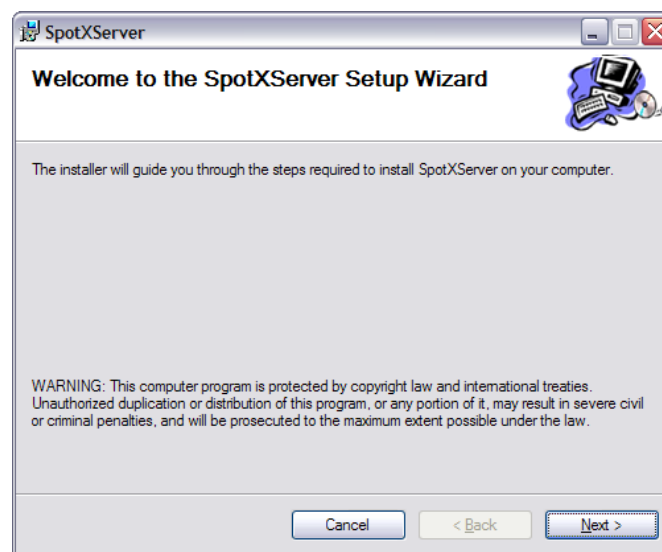 SpotXServer
Welcome to the SpotXServer Setup Wizard
The installer will guide you through the steps required to install SpotXServer on your computer.
WARNING: This computer program is protected by copyright law and international treaties.
Unauthorized duplication or distribution of this program, or any portion of it, may result in severe civil
or criminal penalties, and will be prosecuted to the maximum extent possible under the law.
Cancel
< Back
Next >